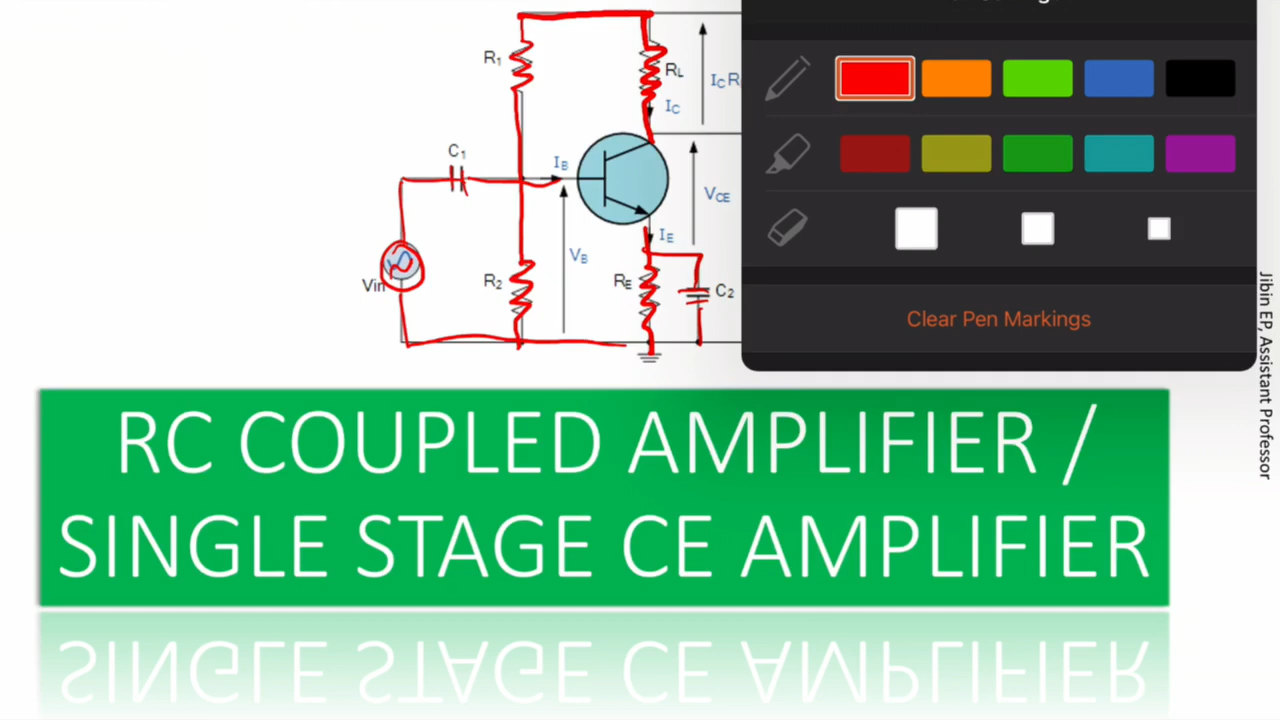 R1
RL
IC R
IC
C1
IB
VCE
IE
VB
Vin
R2
RE
C2
Clear Pen Markings
Jibin EP, Assistant Professor
RC COUPLED AMPLIFIER /
SINGLE STAGE CE AMPLIFIER